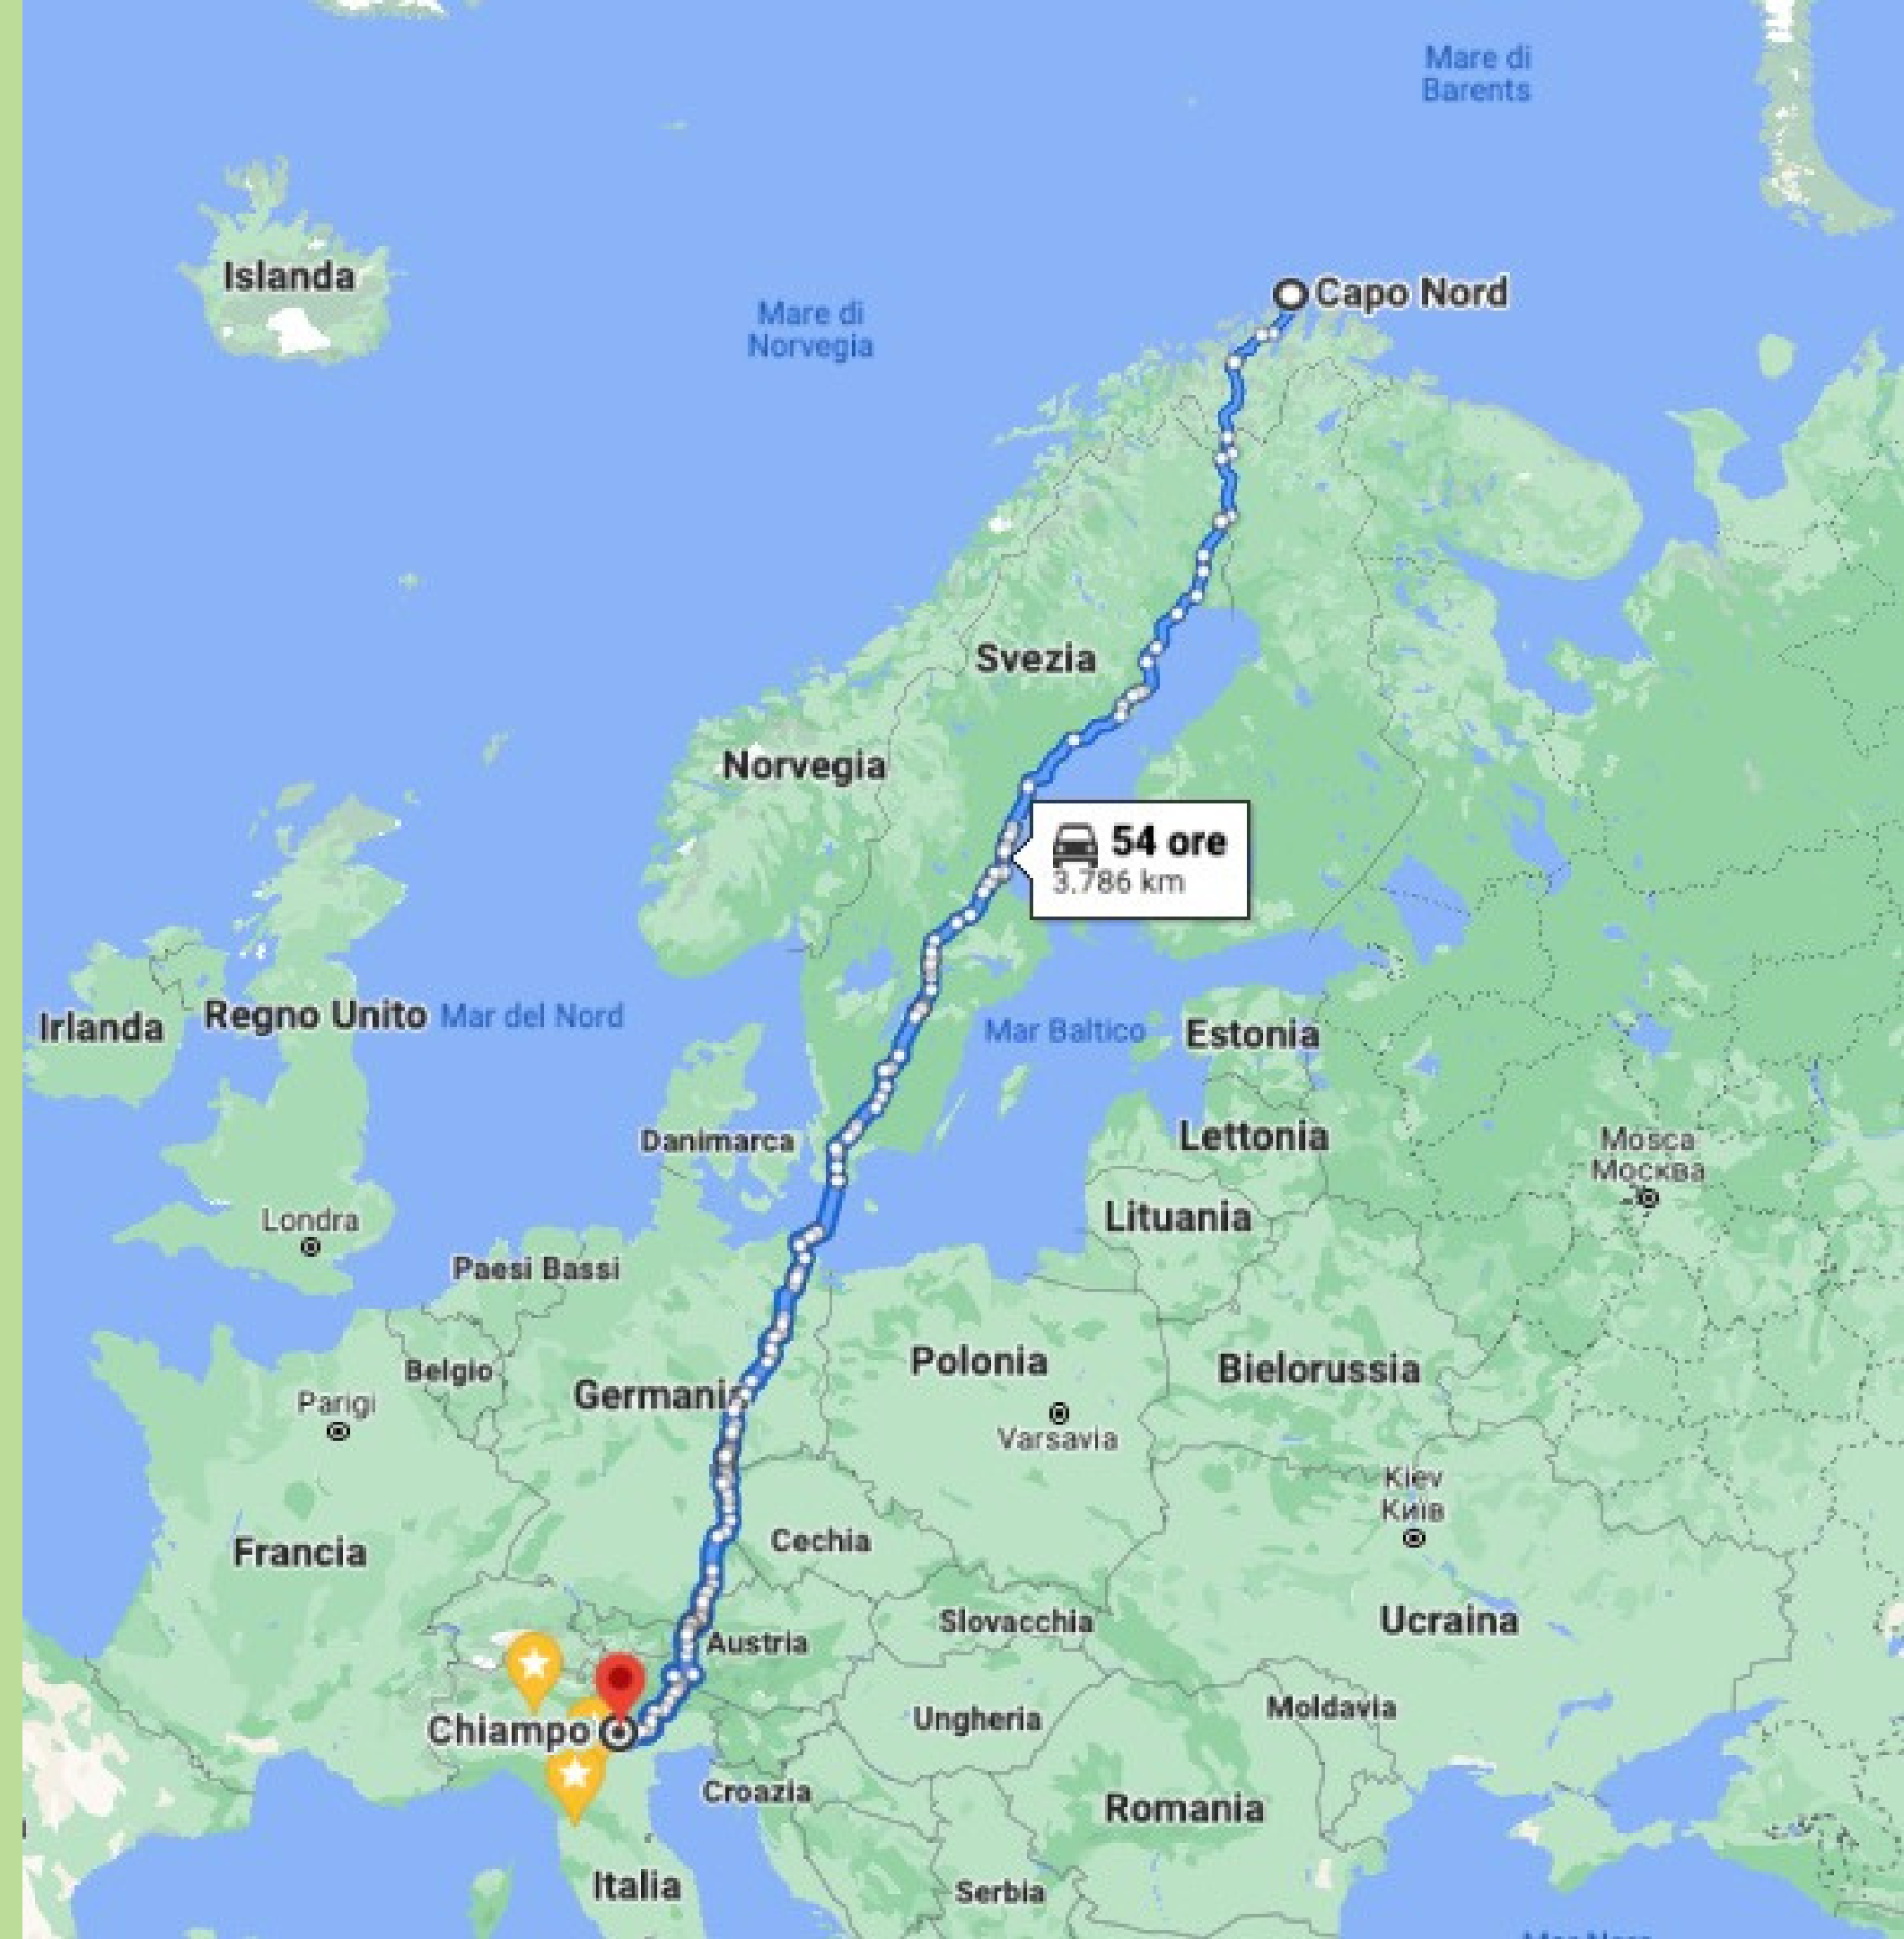 Mare di
Barents
Islanda
Capo Nord
Mare di
Norvegia
Svezia
Norvegia
54 ore
3.786 km
Irlanda
Regno Unito
Mar del Nord
Mar Baltico
Estonia
Danimarca
Lettonia
Mosca
Москва
Londra
Lituania
Paesi Bassi
Belgio
Polonia
Bielorussia
Parigi
Germania
Varsavia
Kiev
Київ
Francia
Cechia
Slovacchia
Ucraina
Austria
Chiampo
Ungheria
Moldavia
Croazia
Romania
Italia
Serbia